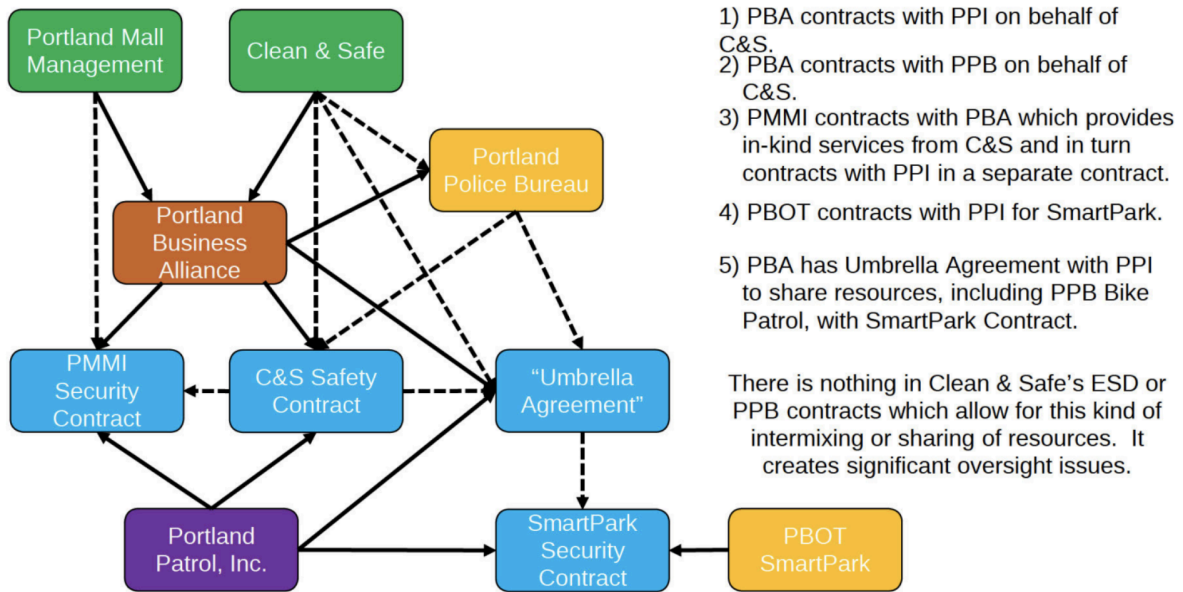 Portland Mall
Management
Clean & Safe
Portland
Police Bureau
Portland
Business
Alliance
PMMI
Security
Contract
C&S Safety
Contract
“Umbrella
Agreement”
Portland
Patrol, Inc.
SmartPark
Security
Contract
PBOT
SmartPark
1) PBA contracts with PPI on behalf of
C&S.
2) PBA contracts with PPB on behalf of
C&S.
3) PMMI contracts with PBA which provides
in-kind services from C&S and in turn
contracts with PPI in a separate contract.
4) PBOT contracts with PPI for SmartPark.
5) PBA has Umbrella Agreement with PPI
to share resources, including PPB Bike
Patrol, with SmartPark Contract.
There is nothing in Clean & Safe’s ESD or
PPB contracts which allow for this kind of
intermixing or sharing of resources. It
creates significant oversight issues.